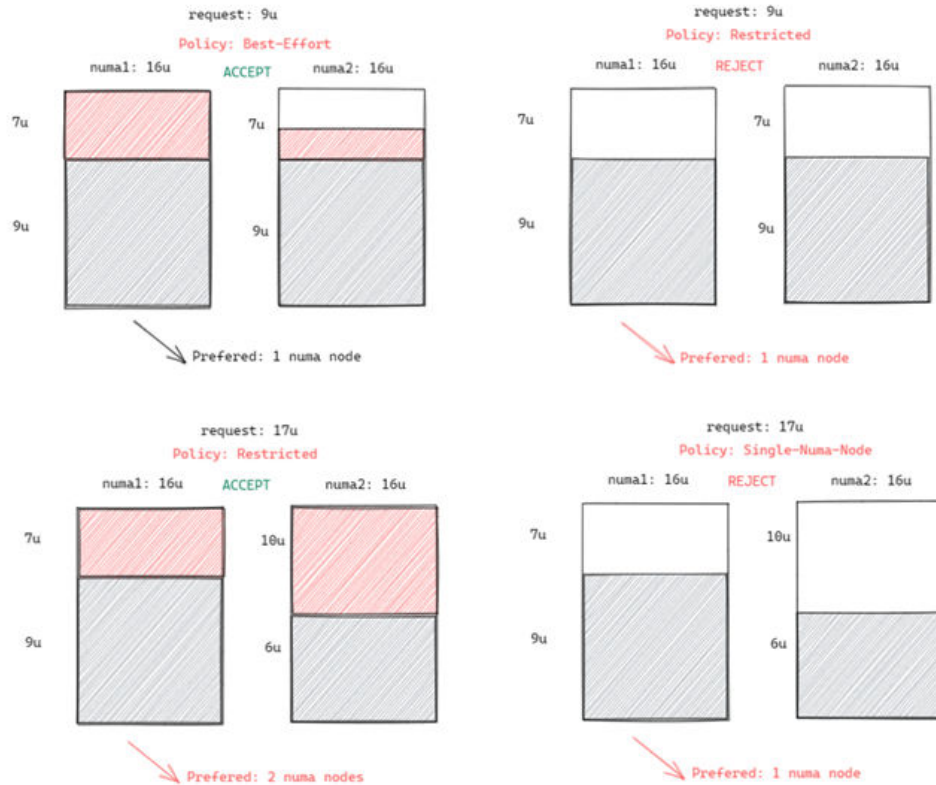 request: 9u
Policy: Best-Effort
numa1: 16u ACCEPT numa2: 16u
7u 7u
9u 9u
Prefered: 1 numa node
request: 9u
Policy: Restricted
numa1: 16u REJECT numa2: 16u
7u 7u
9u 9u
Prefered: 1 numa node
request: 17u
Policy: Restricted
numa1: 16u ACCEPT numa2: 16u
7u 10u
9u 6u
Prefered: 2 numa nodes
request: 17u
Policy: Single-Numa-Node
numa1: 16u REJECT numa2: 16u
7u 10u
9u 6u
Prefered: 1 numa node